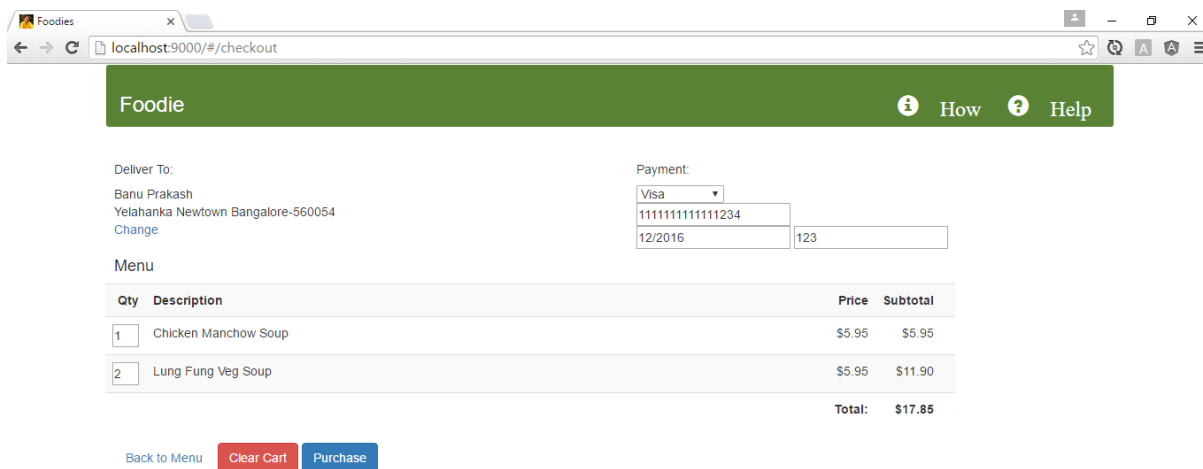 Foodies
localhost:9000/#/checkout
Foodie How Help
Deliver To: Payment:
Banu Prakash Visa
Yelahanka Newtown Bangalore-560054 1111111111111234
Change 12/2016 123
Menu
Qty Description Price Subtotal
1 Chicken Manchow Soup $5.95 $5.95
2 Lung Fung Veg Soup $5.95 $11.90
Total: $17.85
Back to Menu Clear Cart Purchase